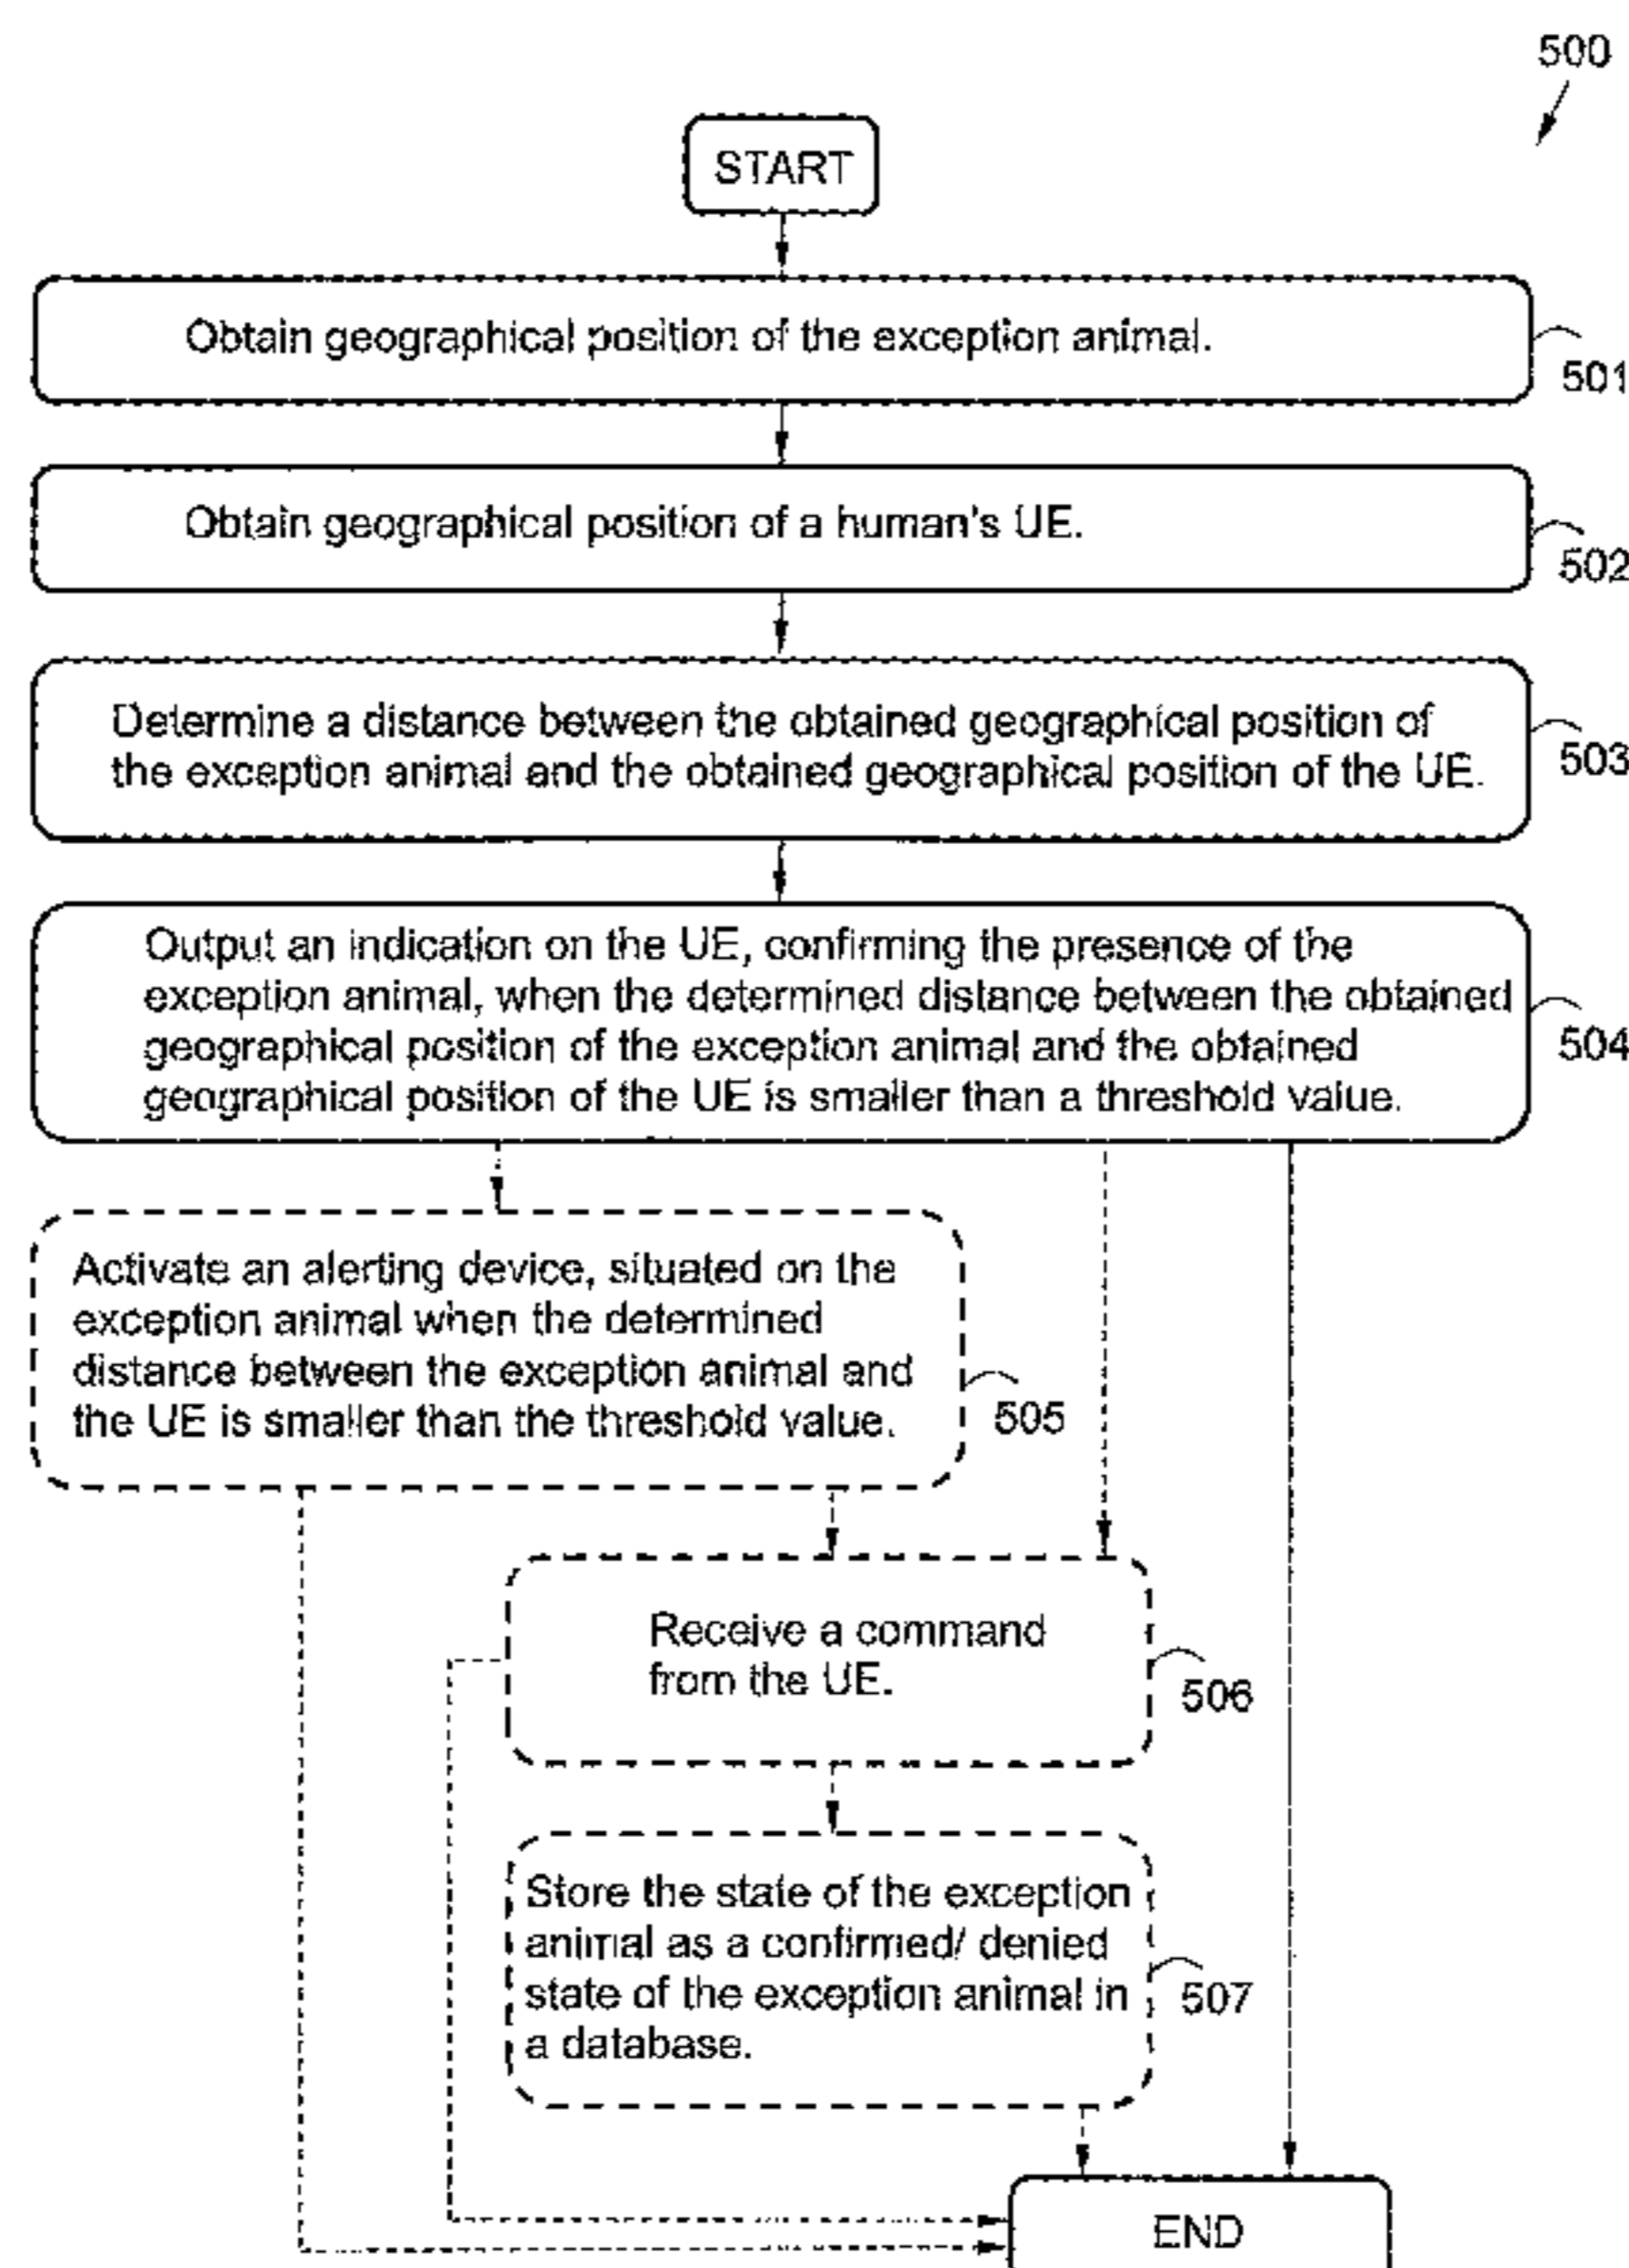 500
START
Obtain geographical position of the exception animal.
501
Obtain geographical position of a human's UE.
502
Determine a distance between the obtained geographical position of
the exception animal and the obtained geographical position of the UE.
503
Output an indication on the UE, confirming the presence of the
exception animal, when the determined distance between the obtained
geographical position of the exception animal and the obtained
geographical position of the UE is smaller than a threshold value.
504
Activate an alerting device, situated on the
exception animal when the determined
distance between the exception animal and
the UE is smaller than the threshold value.
505
Receive a command
from the UE.
506
Store the state of the exception
animal as a confirmed/ denied
state of the exception animal in
a database.
507
END